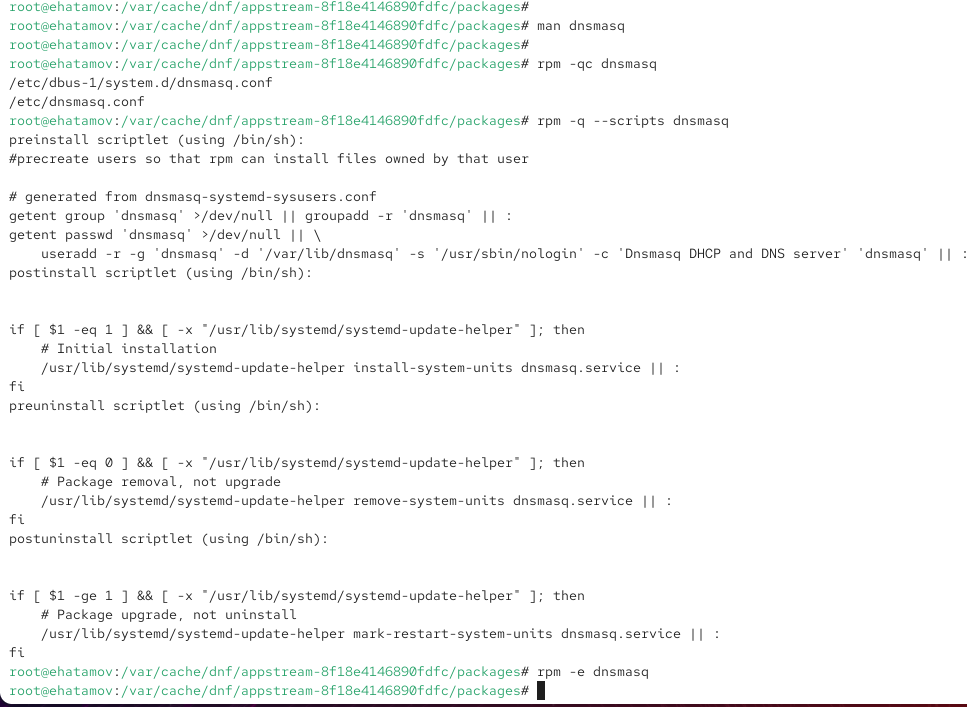 root@ehatamov:/var/cache/dnf/appstream-8f18e4146890fdfc/packages#
root@ehatamov:/var/cache/dnf/appstream-8f18e4146890fdfc/packages# man dnsmasq
root@ehatamov:/var/cache/dnf/appstream-8f18e4146890fdfc/packages#
root@ehatamov:/var/cache/dnf/appstream-8f18e4146890fdfc/packages# rpm -qc dnsmasq
/etc/dbus-1/system.d/dnsmasq.conf
/etc/dnsmasq.conf
root@ehatamov:/var/cache/dnf/appstream-8f18e4146890fdfc/packages# rpm -q --scripts dnsmasq
preinstall scriptlet (using /bin/sh):
#precreate users so that rpm can install files owned by that user

# generated from dnsmasq-systemd-sysusers.conf
getent group 'dnsmasq' >/dev/null || groupadd -r 'dnsmasq' || :
getent passwd 'dnsmasq' >/dev/null || \
    useradd -r -g 'dnsmasq' -d '/var/lib/dnsmasq' -s '/usr/sbin/nologin' -c 'Dnsmasq DHCP and DNS server' 'dnsmasq' || :
postinstall scriptlet (using /bin/sh):


if [ $1 -eq 1 ] && [ -x "/usr/lib/systemd/systemd-update-helper" ]; then
    # Initial installation
    /usr/lib/systemd/systemd-update-helper install-system-units dnsmasq.service || :
fi
preuninstall scriptlet (using /bin/sh):


if [ $1 -eq 0 ] && [ -x "/usr/lib/systemd/systemd-update-helper" ]; then
    # Package removal, not upgrade
    /usr/lib/systemd/systemd-update-helper remove-system-units dnsmasq.service || :
fi
postuninstall scriptlet (using /bin/sh):


if [ $1 -ge 1 ] && [ -x "/usr/lib/systemd/systemd-update-helper" ]; then
    # Package upgrade, not uninstall
    /usr/lib/systemd/systemd-update-helper mark-restart-system-units dnsmasq.service || :
fi
root@ehatamov:/var/cache/dnf/appstream-8f18e4146890fdfc/packages# rpm -e dnsmasq
root@ehatamov:/var/cache/dnf/appstream-8f18e4146890fdfc/packages#